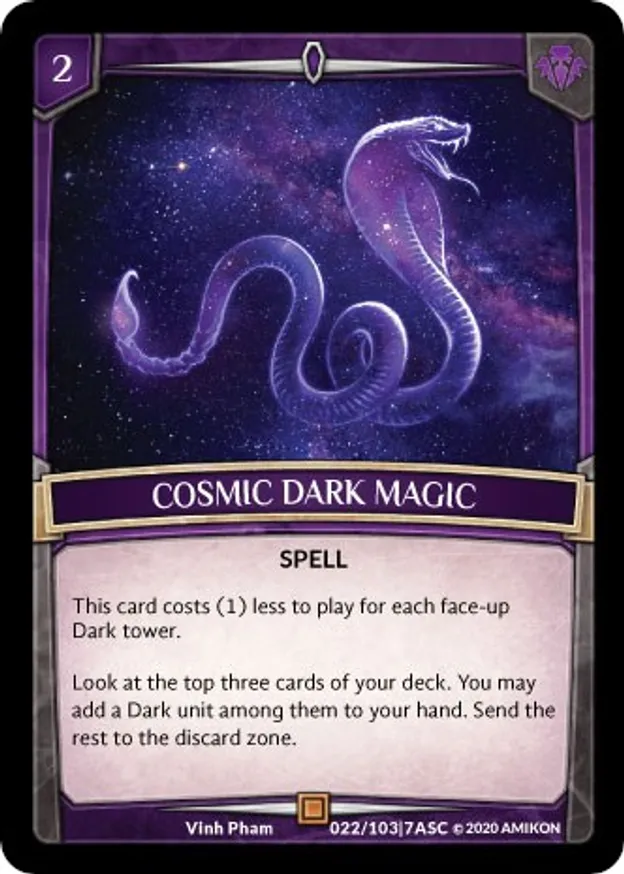 2
COSMIC DARK MAGIC
SPELL
This card costs (1) less to play for each face-up
Dark tower.
Look at the top three cards of your deck. You may
add a Dark unit among them to your hand. Send the
rest to the discard zone.
Vinh Pham 022/103|7ASC © 2020 AMIKON